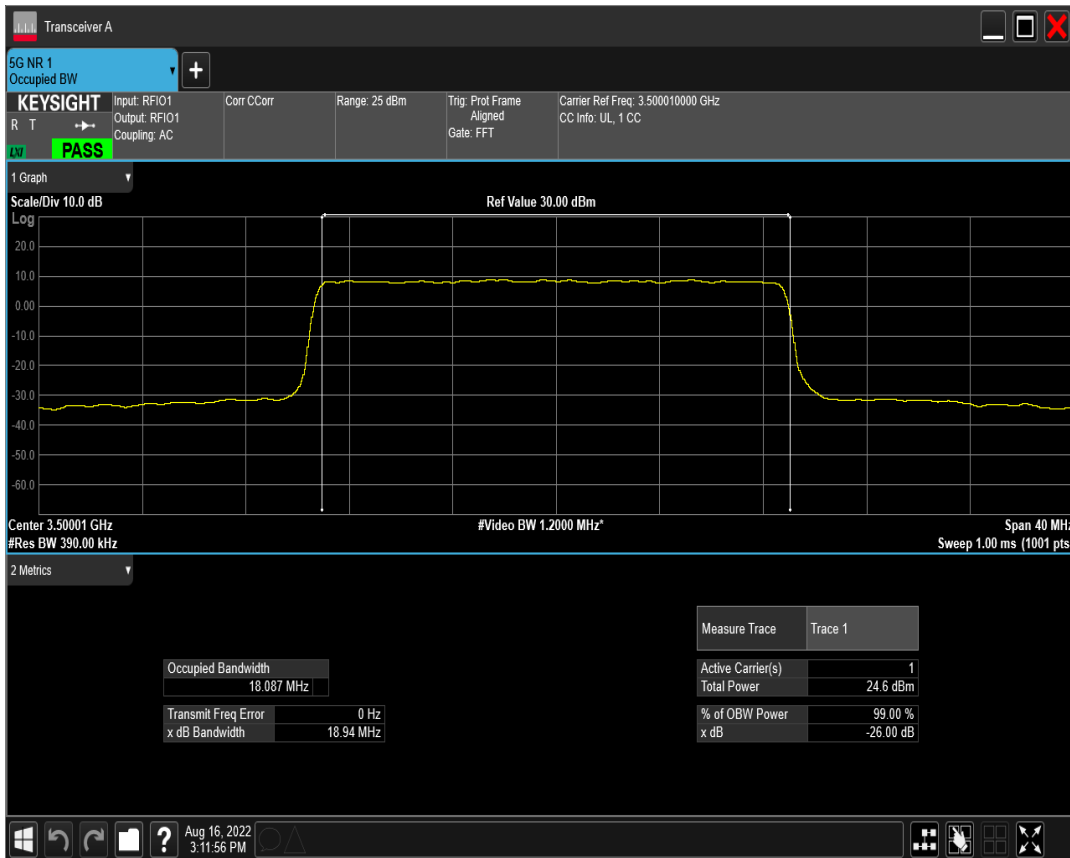 Transceiver A
5G NR 1
Occupied BW
+
KEYSIGHT
R T
LXI
PASS
Input: RFIO1
Output: RFIO1
Coupling: AC
Corr CCorr
Range: 25 dBm
Trig: Prot Frame
Aligned
Gate: FFT
Carrier Ref Freq: 3.500010000 GHz
CC Info: UL, 1 CC
1 Graph
Scale/Div 10.0 dB
Ref Value 30.00 dBm
Log
20.0
10.0
0.00
-10.0
-20.0
-30.0
-40.0
-50.0
-60.0
Center 3.50001 GHz
#Video BW 1.2000 MHz*
Span 40 MHz
#Res BW 390.00 kHz
Sweep 1.00 ms (1001 pts
2 Metrics
Measure Trace Trace 1
Occupied Bandwidth
18.087 MHz
Active Carrier(s) 1
Total Power 24.6 dBm
Transmit Freq Error 0 Hz
x dB Bandwidth 18.94 MHz
% of OBW Power 99.00 %
x dB -26.00 dB
?
Aug 16, 2022
3:11:56 PM